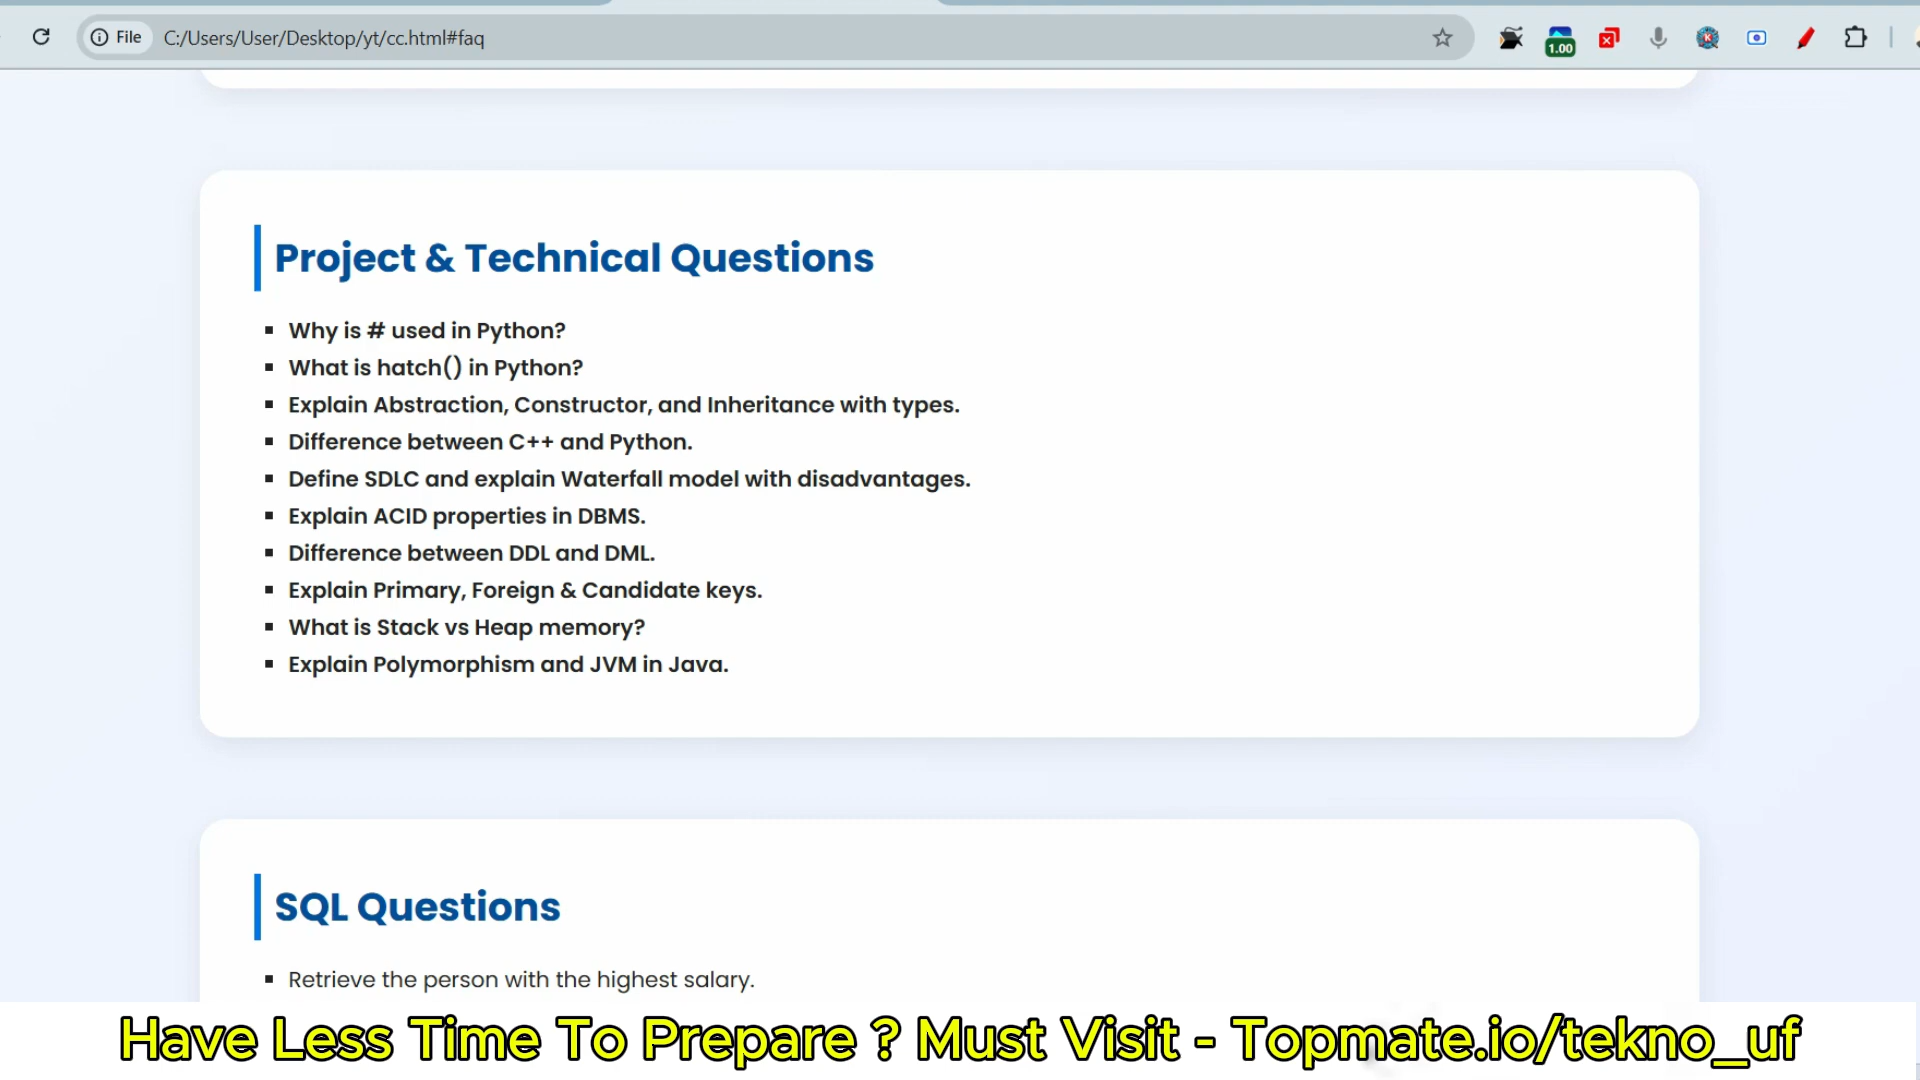 File C:/Users/User/Desktop/yt/cc.html#faq
1.00
Project & Technical Questions
Why is # used in Python?
What is hatch() in Python?
Explain Abstraction, Constructor, and Inheritance with types.
Difference between C++ and Python.
Define SDLC and explain Waterfall model with disadvantages.
Explain ACID properties in DBMS.
Difference between DDL and DML.
Explain Primary, Foreign & Candidate keys.
What is Stack vs Heap memory?
Explain Polymorphism and JVM in Java.
SQL Questions
Retrieve the person with the highest salary.
Have Less Time To Prepare ? Must Visit - Topmate.io/tekno_uf